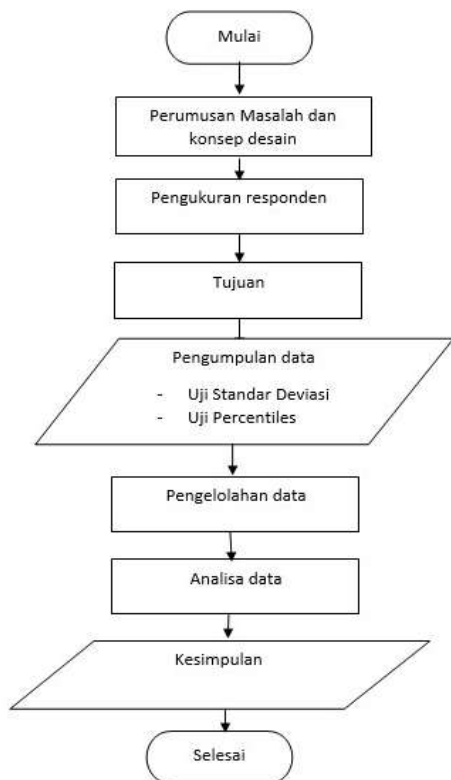 Mulai
Perumusan Masalah dan
konsep desain
Pengukuran responden
Tujuan
Pengumpulan data
- Uji Standar Deviasi
- Uji Percentiles
Pengelolahan data
Analisa data
Kesimpulan
Selesai